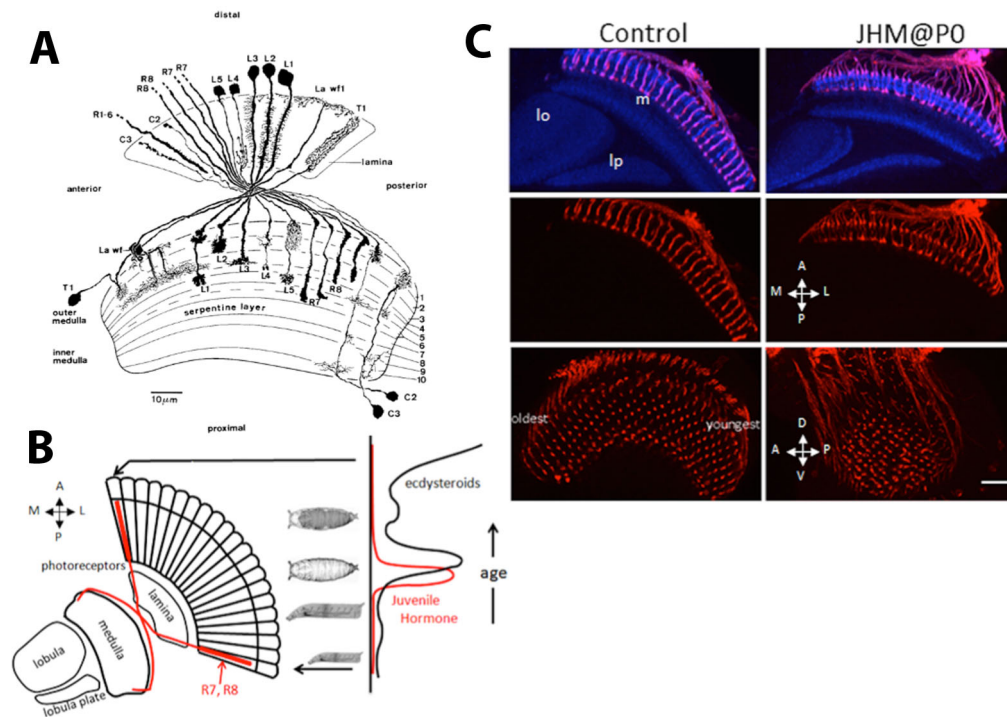 A
distal
R7
R7
R8
R8
L5
L4
L3
L2
L1
La wf1
T1
R1-6
C2
C3
lamina
anterior
posterior
La wf
T1
L1
L2
L3
L4
L5
R7
R8
outer
medulla
serpentine layer
inner
medulla
1
2
3
4
5
6
7
8
9
10
C2
C3
10μm
proximal
B
A
M
L
P
photoreceptors
lamina
medulla
lobula
lobula plate
R7, R8
ecdysteroids
Juvenile
Hormone
age
C
Control
JHM@P0
m
lo
lp
A
M
L
P
oldest
youngest
D
A
P
V